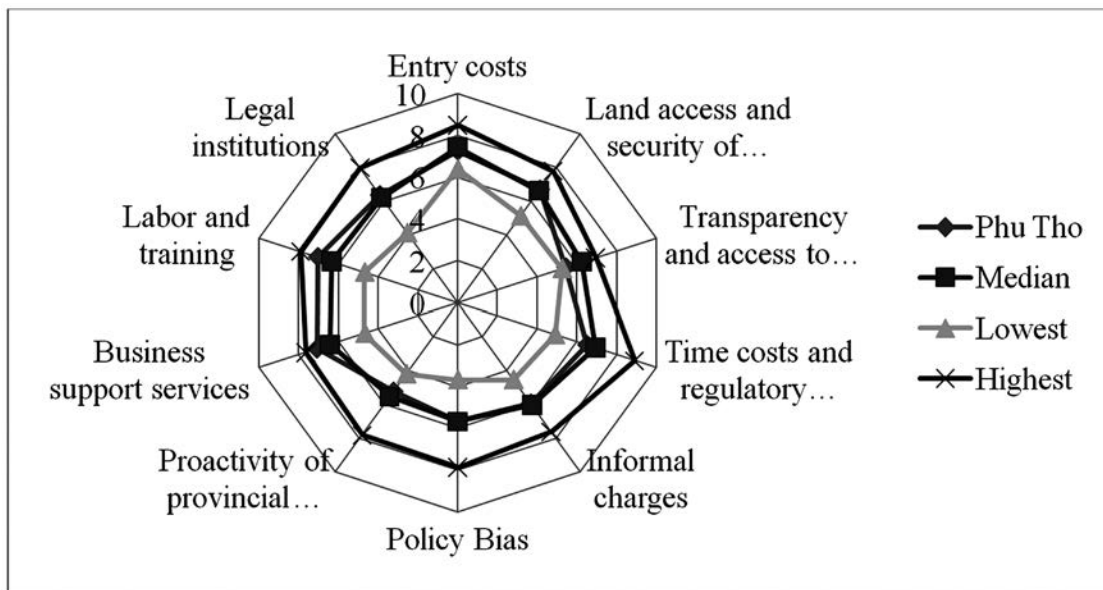 Entry costs
10
8
6
4
2
0
Land access and
security of...
Transparency
and access to...
Time costs and
regulatory...
Informal
charges
Policy Bias
Proactivity of
provincial...
Business
support services
Labor and
training
Legal
institutions
Phu Tho
Median
Lowest
Highest